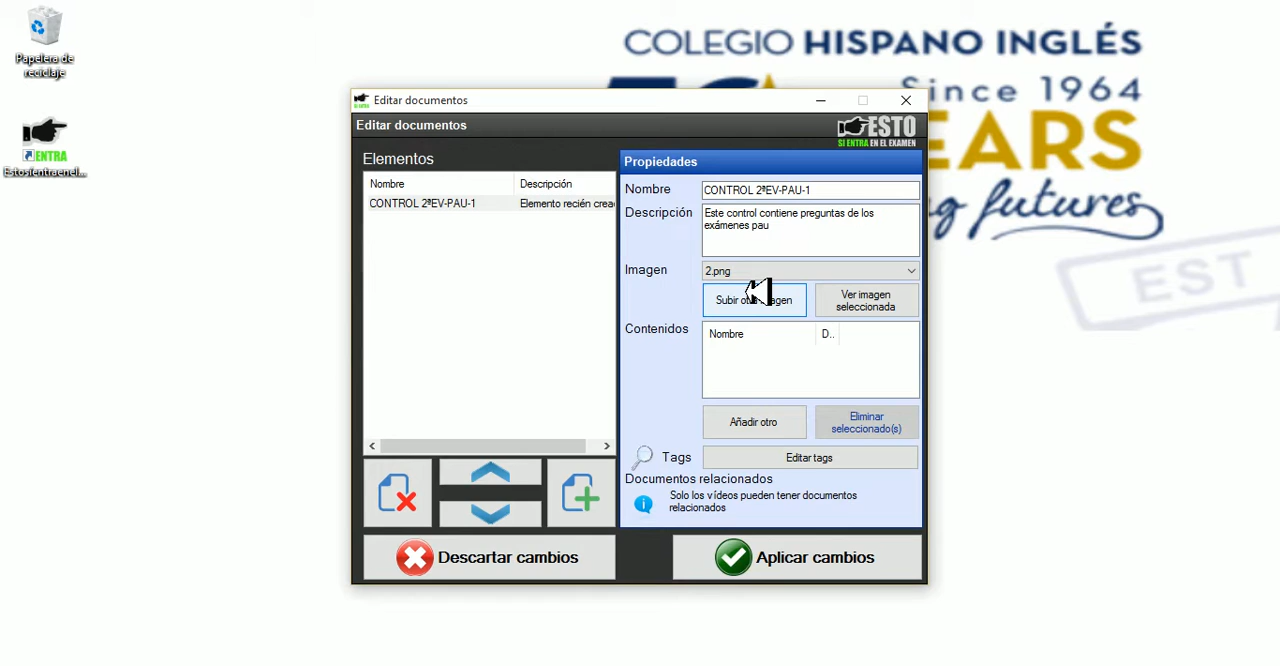 Papelera de
reciclaje
ENTRA
Estosientraenel...
COLEGIO HISPANO INGLÉS
Since 1964
EARS
futures
EST
Editar documentos
Editar documentos
ESTO
SI ENTRA EN EL EXAMEN
Elementos
Nombre Descripción
CONTROL 2ªEV-PAU-1 Elemento recién crea
Propiedades
Nombre CONTROL 2ªEV-PAU-1
Descripción Este control contiene preguntas de los
exámenes pau
Imagen 2.png
Subir
Ver imagen
seleccionada
Contenidos
Nombre D..
Añadir otro
Eliminar
seleccionado(s)
Tags Editar tags
Documentos relacionados
Solo los vídeos pueden tener documentos
relacionados
Descartar cambios
Aplicar cambios